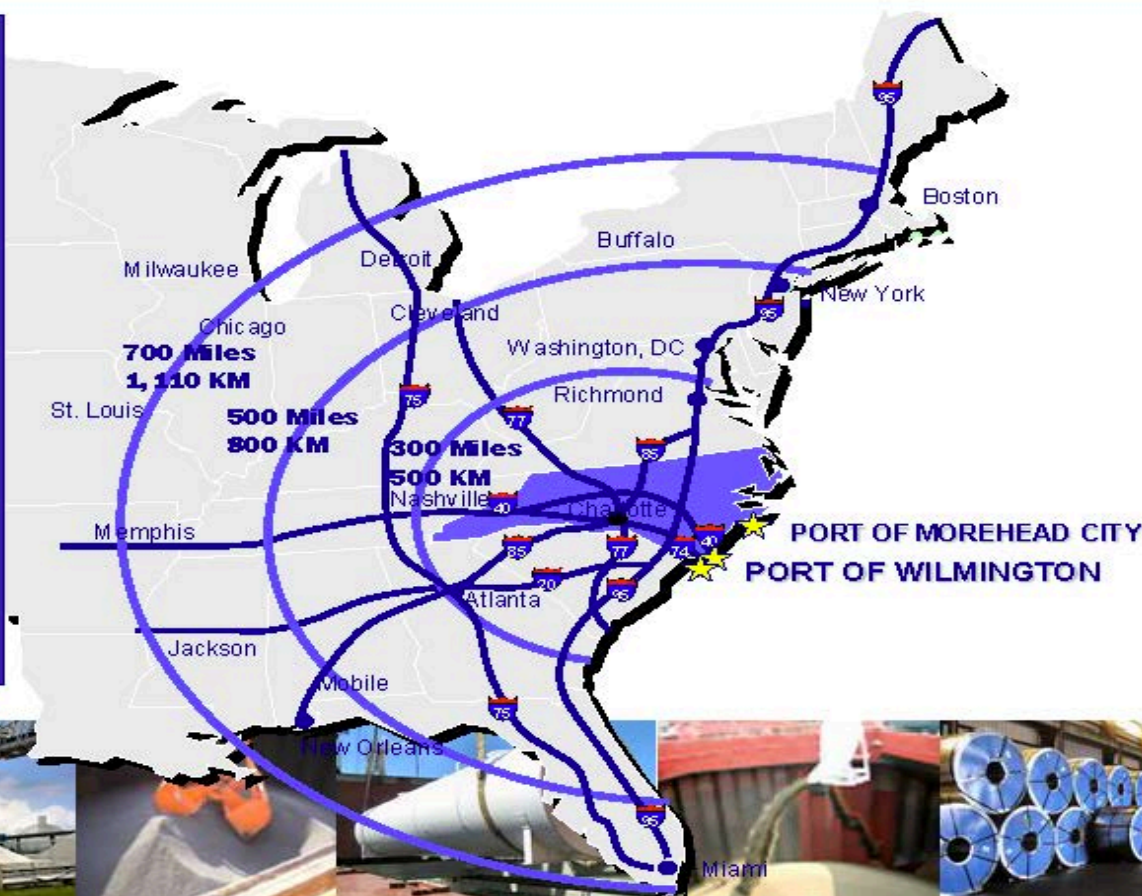 95
Boston
Buffalo
Detroit
Milwaukee
New York
95
Cleveland
Chicago
Washington, DC
700 Miles
1,110 KM
Richmond
75
St. Louis
500 Miles
800 KM
77
300 Miles
500 KM
85
Nashville
40
Charlotte
Memphis
PORT OF MOREHEAD CITY
40
85
77
74
PORT OF WILMINGTON
20
95
Atlanta
Jackson
Mobile
75
New Orleans
95
Miami